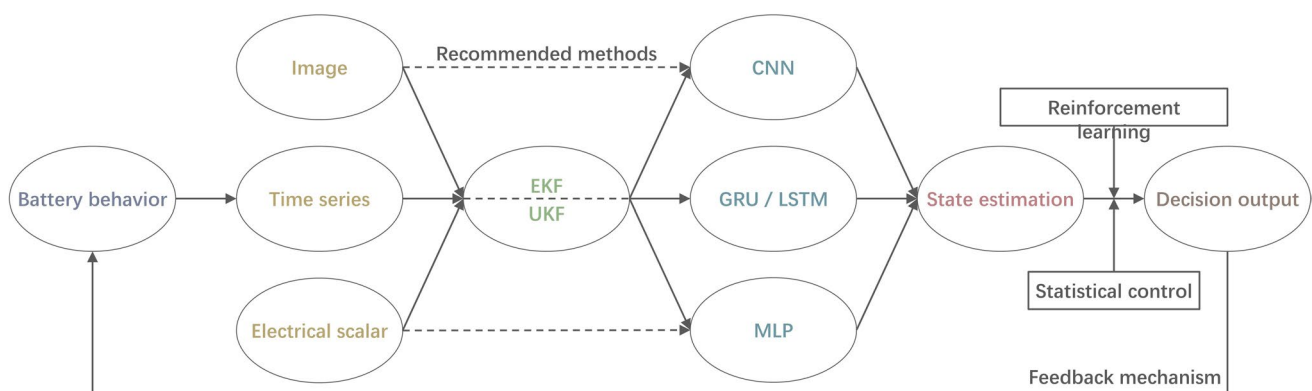 Recommended methods
Image
CNN
Reinforcement
learning
Battery behavior
Time series
EKF
UKF
GRU / LSTM
State estimation
Decision output
Statistical control
Electrical scalar
MLP
Feedback mechanism